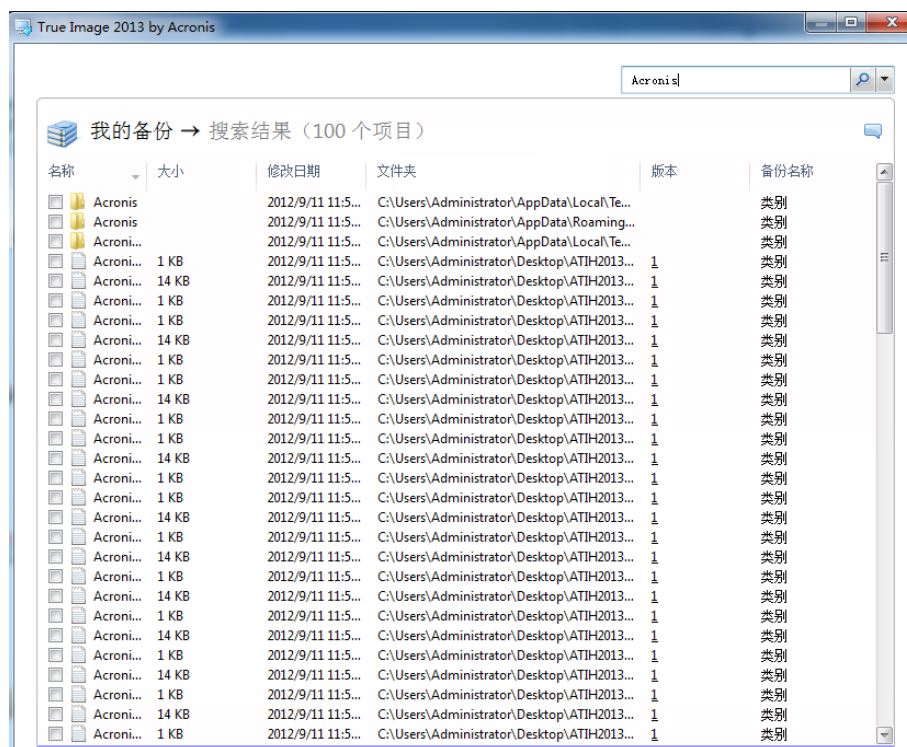 True Image 2013 by Acronis
Acronis
我的备份 → 搜索结果（100 个项目）
名称 大小 修改日期 文件夹 版本 备份名称
Acronis 2012/9/11 11:5... C:\Users\Administrator\AppData\Local\Te... 类别
Acronis 2012/9/11 11:5... C:\Users\Administrator\AppData\Roaming... 类别
Acroni... 2012/9/11 11:5... C:\Users\Administrator\AppData\Local\Te... 类别
Acroni... 1 KB 2012/9/11 11:5... C:\Users\Administrator\Desktop\ATIH2013... 1 类别
Acroni... 14 KB 2012/9/11 11:5... C:\Users\Administrator\Desktop\ATIH2013... 1 类别
Acroni... 1 KB 2012/9/11 11:5... C:\Users\Administrator\Desktop\ATIH2013... 1 类别
Acroni... 1 KB 2012/9/11 11:5... C:\Users\Administrator\Desktop\ATIH2013... 1 类别
Acroni... 14 KB 2012/9/11 11:5... C:\Users\Administrator\Desktop\ATIH2013... 1 类别
Acroni... 1 KB 2012/9/11 11:5... C:\Users\Administrator\Desktop\ATIH2013... 1 类别
Acroni... 1 KB 2012/9/11 11:5... C:\Users\Administrator\Desktop\ATIH2013... 1 类别
Acroni... 14 KB 2012/9/11 11:5... C:\Users\Administrator\Desktop\ATIH2013... 1 类别
Acroni... 1 KB 2012/9/11 11:5... C:\Users\Administrator\Desktop\ATIH2013... 1 类别
Acroni... 1 KB 2012/9/11 11:5... C:\Users\Administrator\Desktop\ATIH2013... 1 类别
Acroni... 14 KB 2012/9/11 11:5... C:\Users\Administrator\Desktop\ATIH2013... 1 类别
Acroni... 1 KB 2012/9/11 11:5... C:\Users\Administrator\Desktop\ATIH2013... 1 类别
Acroni... 1 KB 2012/9/11 11:5... C:\Users\Administrator\Desktop\ATIH2013... 1 类别
Acroni... 14 KB 2012/9/11 11:5... C:\Users\Administrator\Desktop\ATIH2013... 1 类别
Acroni... 1 KB 2012/9/11 11:5... C:\Users\Administrator\Desktop\ATIH2013... 1 类别
Acroni... 14 KB 2012/9/11 11:5... C:\Users\Administrator\Desktop\ATIH2013... 1 类别
Acroni... 1 KB 2012/9/11 11:5... C:\Users\Administrator\Desktop\ATIH2013... 1 类别
Acroni... 14 KB 2012/9/11 11:5... C:\Users\Administrator\Desktop\ATIH2013... 1 类别
Acroni... 1 KB 2012/9/11 11:5... C:\Users\Administrator\Desktop\ATIH2013... 1 类别
Acroni... 14 KB 2012/9/11 11:5... C:\Users\Administrator\Desktop\ATIH2013... 1 类别
Acroni... 1 KB 2012/9/11 11:5... C:\Users\Administrator\Desktop\ATIH2013... 1 类别
Acroni... 14 KB 2012/9/11 11:5... C:\Users\Administrator\Desktop\ATIH2013... 1 类别
Acroni... 1 KB 2012/9/11 11:5... C:\Users\Administrator\Desktop\ATIH2013... 1 类别
Acroni... 14 KB 2012/9/11 11:5... C:\Users\Administrator\Desktop\ATIH2013... 1 类别
Acroni... 1 KB 2012/9/11 11:5... C:\Users\Administrator\Desktop\ATIH2013... 1 类别